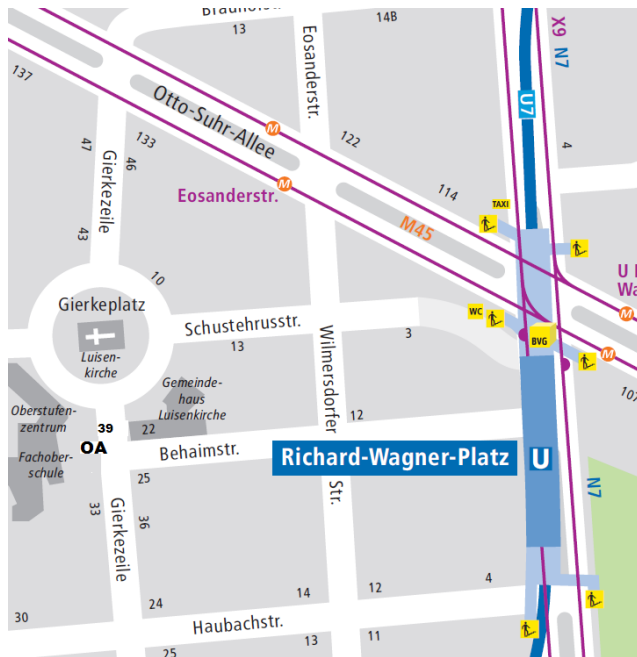 13
14B
X9 N7
137
Eosanderstr.
U7
Otto-Suhr-Allee
M
122
4
47
133
46
Gierkezeile
M
114
Eosanderstr.
TAXI
M45
43
10
Gierkeplatz
WC
M
Schustehrusstr.
3
BVG
M
Luisen-
kirche
13
Wilmersdorfer
107
Gemeinde-
haus
Luisenkirche
Oberstufen-
zentrum
39
22
12
OA
Behaimstr.
Richard-Wagner-Platz
U
Fachober-
schule
25
Str.
N7
33
36
Gierkezeile
24
14
12
4
30
Haubachstr.
25
13
11